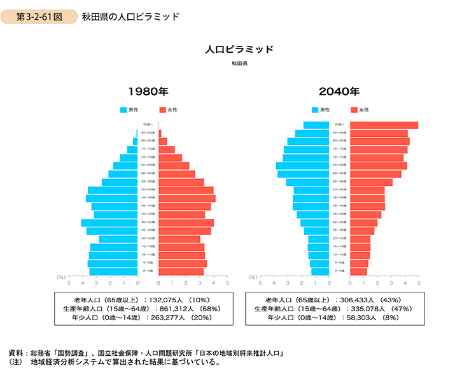 第3-2-61図 秋田県の人口ピラミッド
人口ピラミッド
秋田県
1980年
2040年
男性 女性
男性 女性
(%) 5 4 3 2 1 0 0 1 2 3 4 5
(%) 5 4 3 2 1 0 0 1 2 3 4 5
老年人口(65歳以上):132,075人(10%)
生産年齢人口(15歳~64歳):861,312人(68%)
年少人口(0歳~14歳):263,277人(20%)
老年人口(65歳以上):306,433人(43%)
生産年齢人口(15歳~64歳):335,078人(47%)
年少人口(0歳~14歳):58,303人(8%)
資料:総務省「国勢調査」、国立社会保障・人口問題研究所「日本の地域別将来推計人口」
(注) 地域経済分析システムで算出された結果に基づいている。